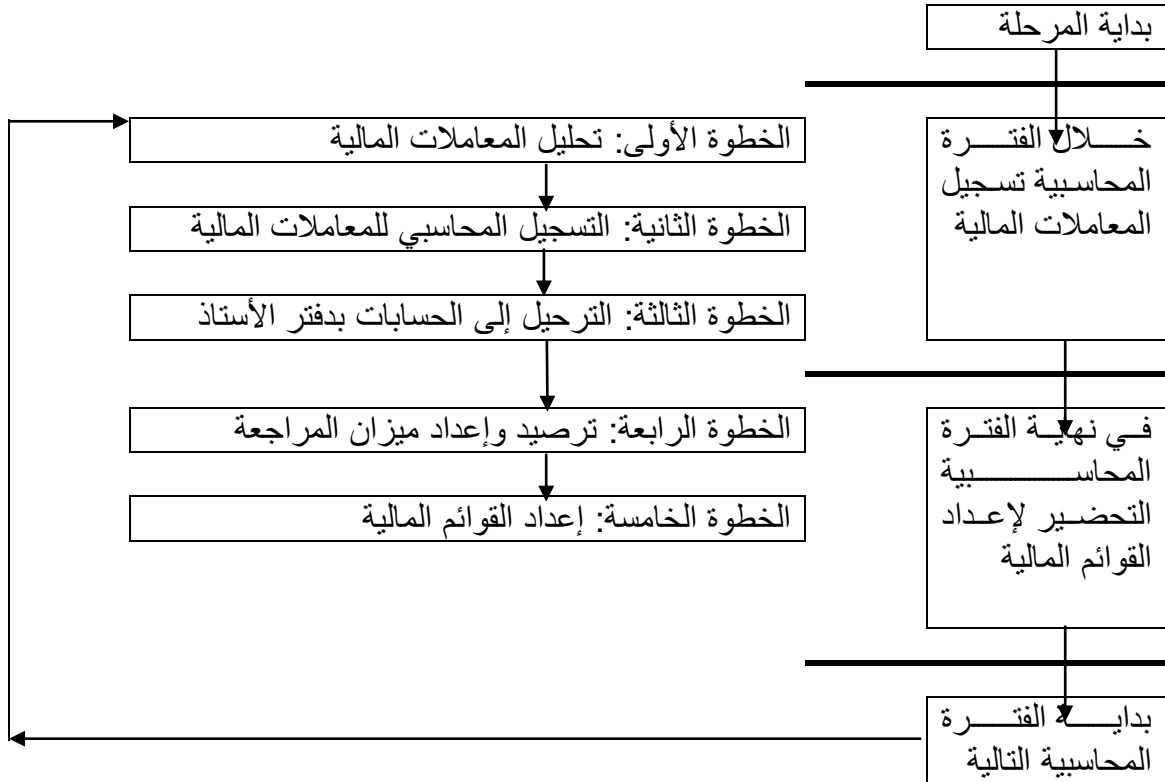 بداية المرحلة
خلال الفترة
المحاسبية تسجيل
المعاملات المالية
الخطوة الأولى: تحليل المعاملات المالية
الخطوة الثانية: التسجيل المحاسبي للمعاملات المالية
الخطوة الثالثة: الترحيل إلى الحسابات بدفتر الأستاذ
في نهاية الفترة
المحاسبية
التحضير لإعداد
القوائم المالية
الخطوة الرابعة: ترصيد وإعداد ميزان المراجعة
الخطوة الخامسة: إعداد القوائم المالية
بداية الفترة
المحاسبية التالية